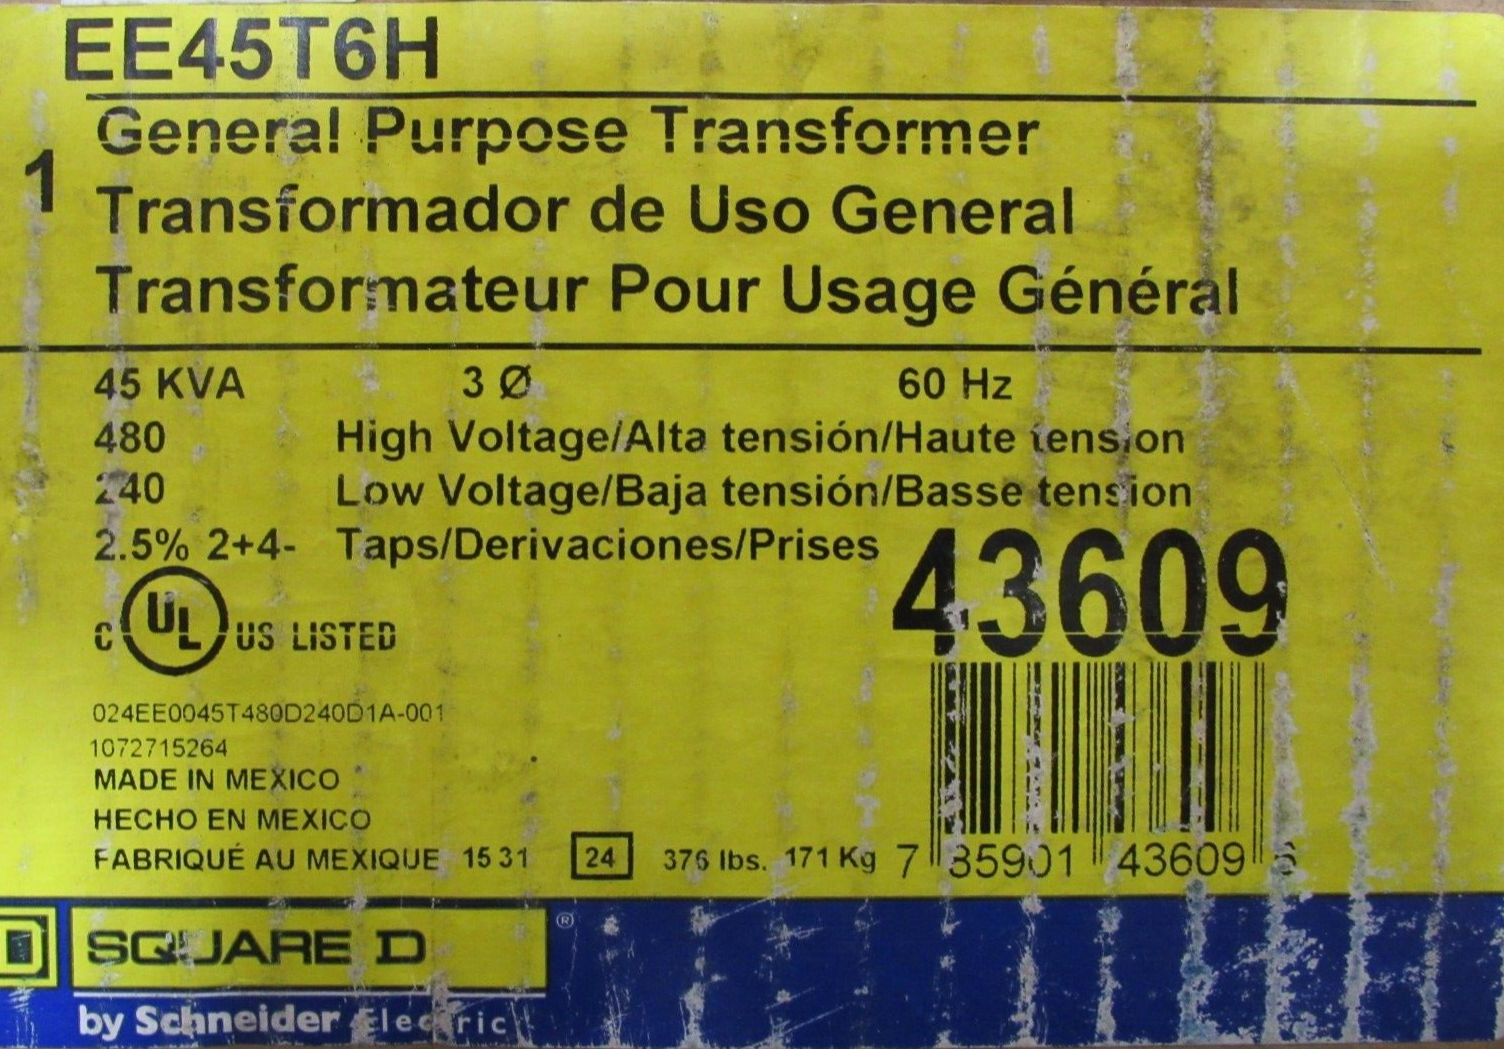 EE45T6H
1
General Purpose Transformer
Transformador de Uso General
Transformateur Pour Usage Général
45 KVA 3 Ø 60 Hz
480 High Voltage/Alta tensión/Haute tension
240 Low Voltage/Baja tensión/Basse tension
2.5% 2+4- Taps/Derivaciones/Prises
43609
C UL US LISTED
024EE0045T480D240D1A-001
1072715264
MADE IN MEXICO
HECHO EN MEXICO
FABRIQUÉ AU MEXIQUE 15 31 24 376 lbs. 171 Kg
7 85901 43609 6
D SQUARE D ®
by Schneider Electric